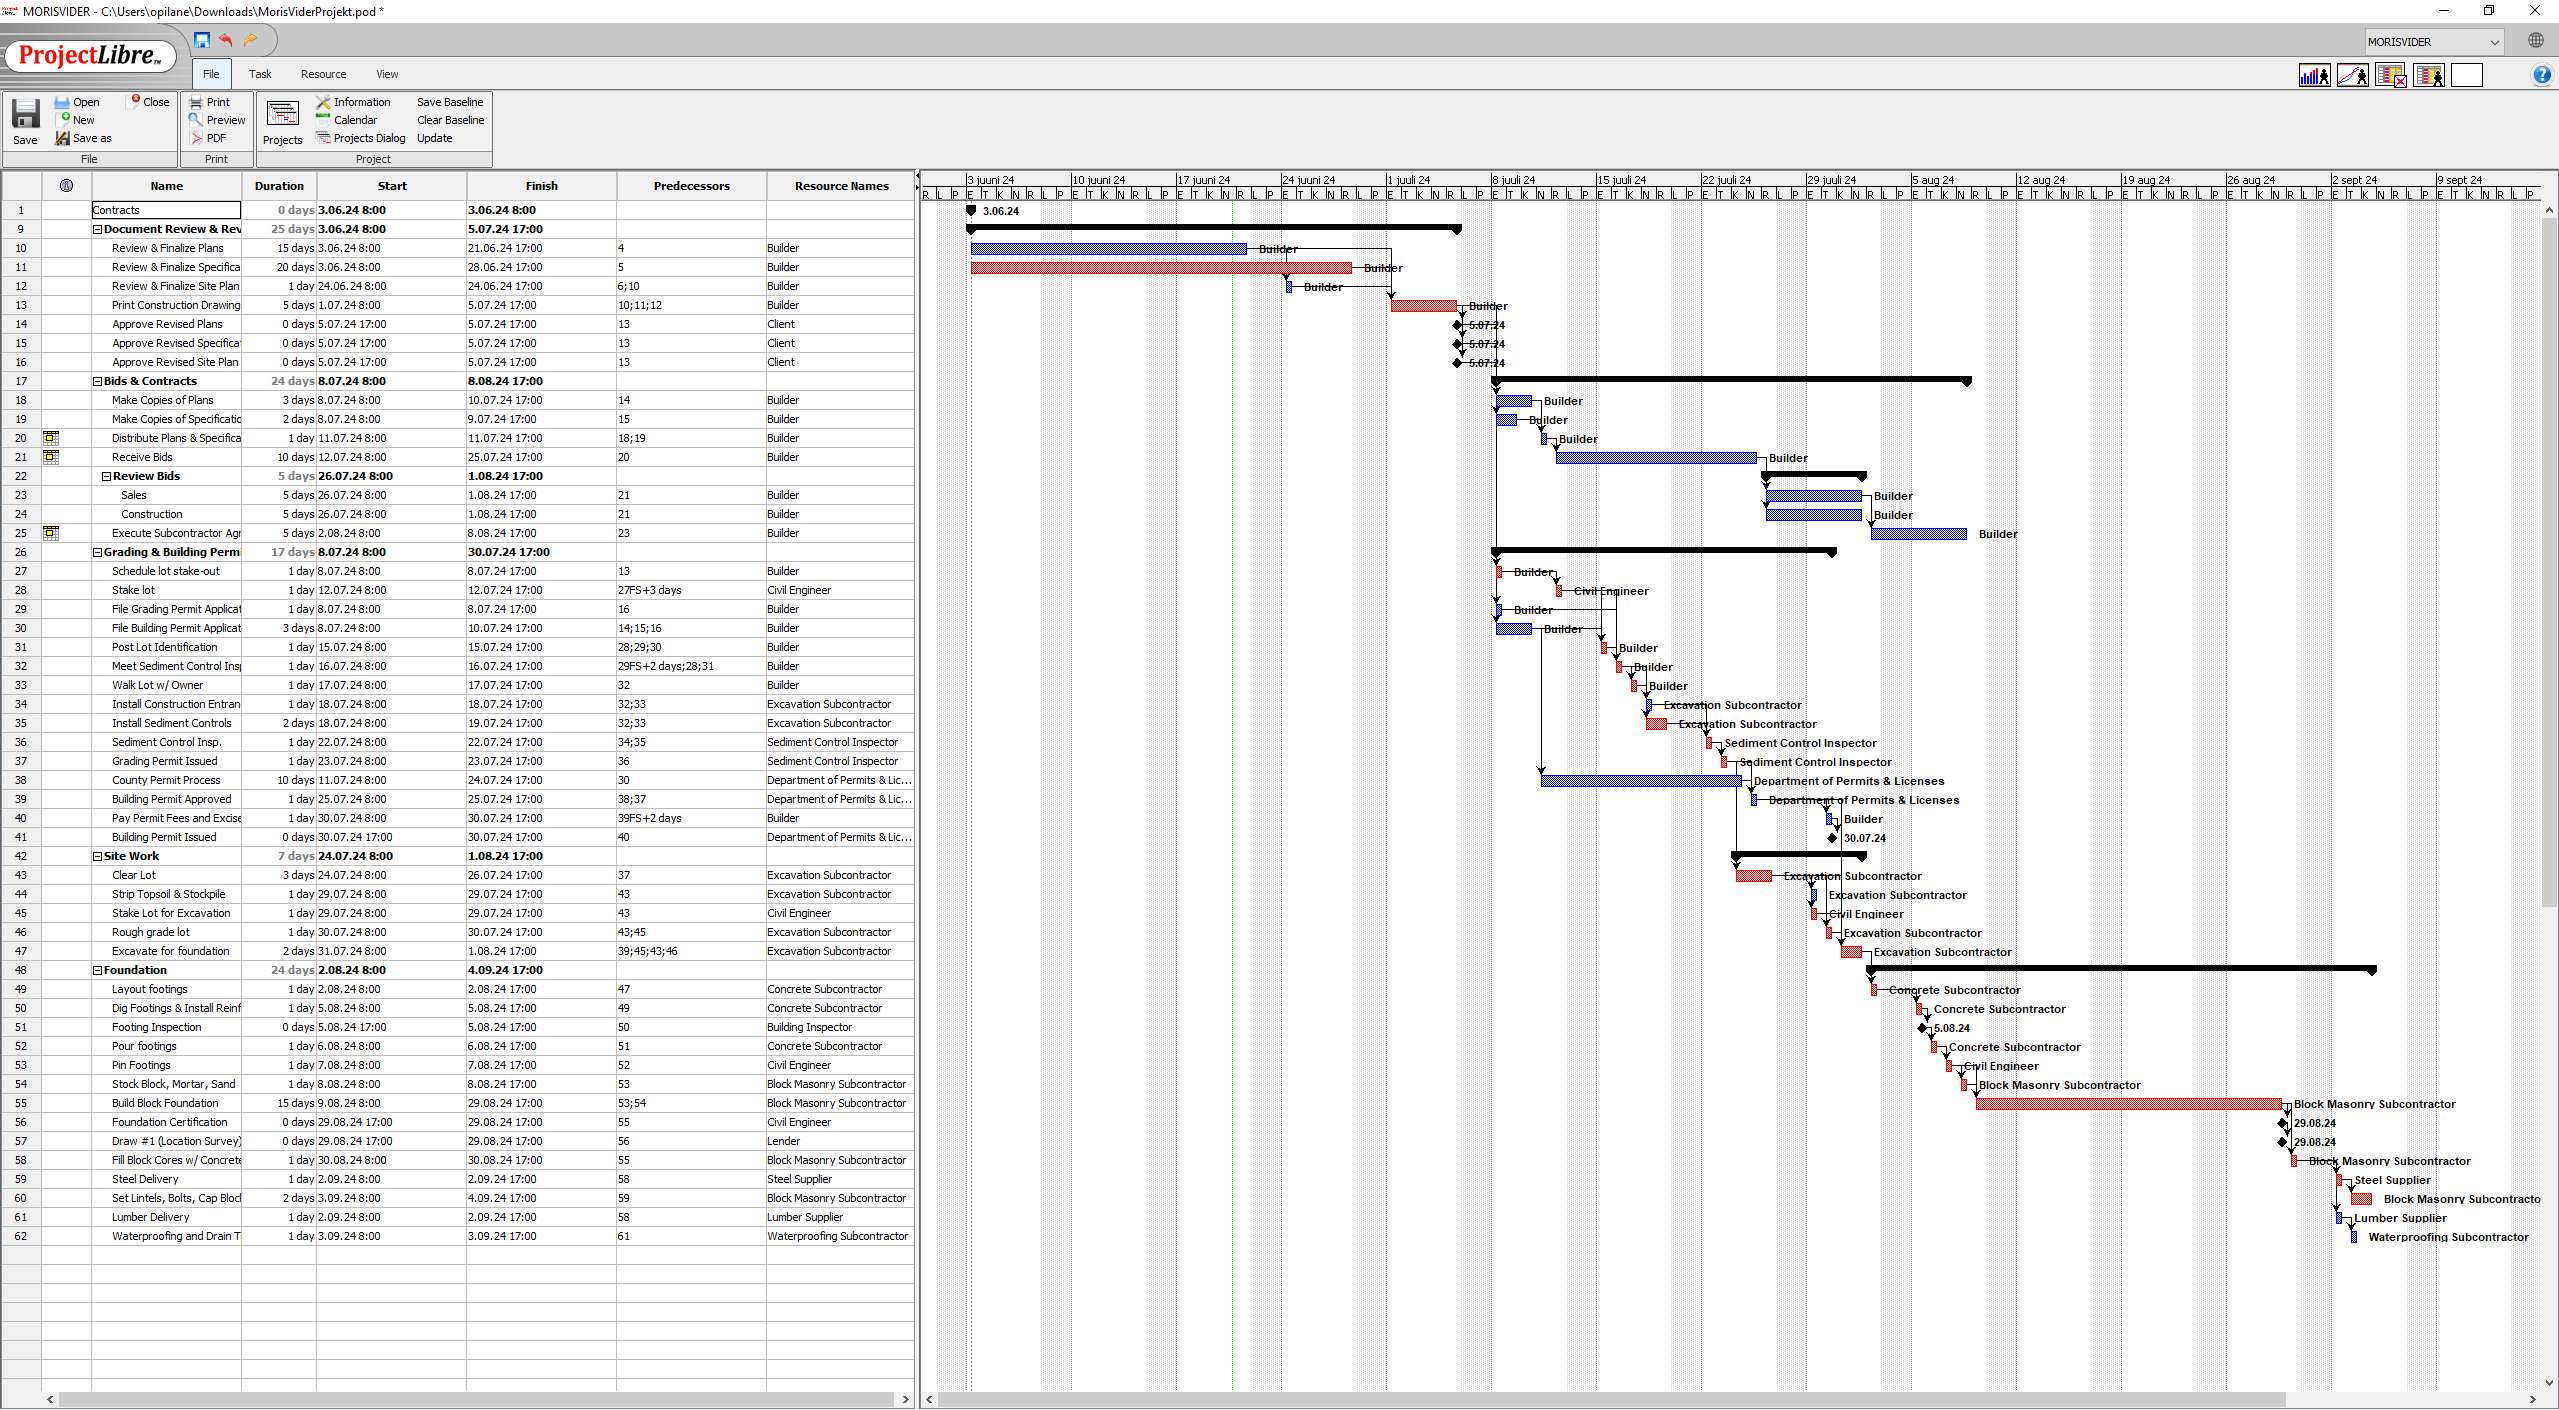 MORISVIDER - C:\Users\opilane\Downloads\MorisViderProjekt.pod *
ProjectLibre™
MORISVIDER
File Task Resource View
Save Open New Save as Close
File
Print Preview PDF
Print
Projects Information Calendar Projects Dialog Save Baseline Clear Baseline Update
Project
Name Duration Start Finish Predecessors Resource Names
3 juuni 24 10 juuni 24 17 juuni 24 24 juuni 24 1 juuli 24 8 juuli 24 15 juuli 24 22 juuli 24 29 juuli 24 5 aug 24 12 aug 24 19 aug 24 26 aug 24 2 sept 24 9 sept 24
R L P E T K N R L P E T K N R L P E T K N R L P E T K N R L P E T K N R L P E T K N R L P E T K N R L P E T K N R L P E T K N R L P E T K N R L P E T K N R L P E T K N R L P E T K N R L P E T K N R L P E T K N R L P
1 Contracts 0 days 3.06.24 8:00 3.06.24 8:00 3.06.24
9 Document Review & Rev 25 days 3.06.24 8:00 5.07.24 17:00
10 Review & Finalize Plans 15 days 3.06.24 8:00 21.06.24 17:00 4 Builder Builder
11 Review & Finalize Specifica 20 days 3.06.24 8:00 28.06.24 17:00 5 Builder Builder
12 Review & Finalize Site Plan 1 day 24.06.24 8:00 24.06.24 17:00 6;10 Builder Builder
13 Print Construction Drawing 5 days 1.07.24 8:00 5.07.24 17:00 10;11;12 Builder Builder
14 Approve Revised Plans 0 days 5.07.24 17:00 5.07.24 17:00 13 Client 5.07.24
15 Approve Revised Specifica 0 days 5.07.24 17:00 5.07.24 17:00 13 Client 5.07.24
16 Approve Revised Site Plan 0 days 5.07.24 17:00 5.07.24 17:00 13 Client 5.07.24
17 Bids & Contracts 24 days 8.07.24 8:00 8.08.24 17:00
18 Make Copies of Plans 3 days 8.07.24 8:00 10.07.24 17:00 14 Builder Builder
19 Make Copies of Specificatio 2 days 8.07.24 8:00 9.07.24 17:00 15 Builder Builder
20 Distribute Plans & Specifica 1 day 11.07.24 8:00 11.07.24 17:00 18;19 Builder Builder
21 Receive Bids 10 days 12.07.24 8:00 25.07.24 17:00 20 Builder Builder
22 Review Bids 5 days 26.07.24 8:00 1.08.24 17:00
23 Sales 5 days 26.07.24 8:00 1.08.24 17:00 21 Builder Builder
24 Construction 5 days 26.07.24 8:00 1.08.24 17:00 21 Builder Builder
25 Execute Subcontractor Agr 5 days 2.08.24 8:00 8.08.24 17:00 23 Builder Builder
26 Grading & Building Permi 17 days 8.07.24 8:00 30.07.24 17:00
27 Schedule lot stake-out 1 day 8.07.24 8:00 8.07.24 17:00 13 Builder Builder
28 Stake lot 1 day 12.07.24 8:00 12.07.24 17:00 27FS+3 days Civil Engineer Civil Engineer
29 File Grading Permit Applicat 1 day 8.07.24 8:00 8.07.24 17:00 16 Builder Builder
30 File Building Permit Applicat 3 days 8.07.24 8:00 10.07.24 17:00 14;15;16 Builder Builder
31 Post Lot Identification 1 day 15.07.24 8:00 15.07.24 17:00 28;29;30 Builder Builder
32 Meet Sediment Control Insp 1 day 16.07.24 8:00 16.07.24 17:00 29FS+2 days;28;31 Builder Builder
33 Walk Lot w/ Owner 1 day 17.07.24 8:00 17.07.24 17:00 32 Builder Builder
34 Install Construction Entran 1 day 18.07.24 8:00 18.07.24 17:00 32;33 Excavation Subcontractor Excavation Subcontractor
35 Install Sediment Controls 2 days 18.07.24 8:00 19.07.24 17:00 32;33 Excavation Subcontractor Excavation Subcontractor
36 Sediment Control Insp. 1 day 22.07.24 8:00 22.07.24 17:00 34;35 Sediment Control Inspector Sediment Control Inspector
37 Grading Permit Issued 1 day 23.07.24 8:00 23.07.24 17:00 36 Sediment Control Inspector Sediment Control Inspector
38 County Permit Process 10 days 11.07.24 8:00 24.07.24 17:00 30 Department of Permits & Lic... Department of Permits & Licenses
39 Building Permit Approved 1 day 25.07.24 8:00 25.07.24 17:00 38;37 Department of Permits & Lic... Department of Permits & Licenses
40 Pay Permit Fees and Excise 1 day 30.07.24 8:00 30.07.24 17:00 39FS+2 days Builder Builder
41 Building Permit Issued 0 days 30.07.24 17:00 30.07.24 17:00 40 Department of Permits & Lic... 30.07.24
42 Site Work 7 days 24.07.24 8:00 1.08.24 17:00
43 Clear Lot 3 days 24.07.24 8:00 26.07.24 17:00 37 Excavation Subcontractor Excavation Subcontractor
44 Strip Topsoil & Stockpile 1 day 29.07.24 8:00 29.07.24 17:00 43 Excavation Subcontractor Excavation Subcontractor
45 Stake Lot for Excavation 1 day 29.07.24 8:00 29.07.24 17:00 43 Civil Engineer Civil Engineer
46 Rough grade lot 1 day 30.07.24 8:00 30.07.24 17:00 43;45 Excavation Subcontractor Excavation Subcontractor
47 Excavate for foundation 2 days 31.07.24 8:00 1.08.24 17:00 39;45;43;46 Excavation Subcontractor Excavation Subcontractor
48 Foundation 24 days 2.08.24 8:00 4.09.24 17:00
49 Layout footings 1 day 2.08.24 8:00 2.08.24 17:00 47 Concrete Subcontractor Concrete Subcontractor
50 Dig Footings & Install Reinf 1 day 5.08.24 8:00 5.08.24 17:00 49 Concrete Subcontractor Concrete Subcontractor
51 Footing Inspection 0 days 5.08.24 17:00 5.08.24 17:00 50 Building Inspector 5.08.24
52 Pour footings 1 day 6.08.24 8:00 6.08.24 17:00 51 Concrete Subcontractor Concrete Subcontractor
53 Pin Footings 1 day 7.08.24 8:00 7.08.24 17:00 52 Civil Engineer Civil Engineer
54 Stock Block, Mortar, Sand 1 day 8.08.24 8:00 8.08.24 17:00 53 Block Masonry Subcontractor Block Masonry Subcontractor
55 Build Block Foundation 15 days 9.08.24 8:00 29.08.24 17:00 53;54 Block Masonry Subcontractor Block Masonry Subcontractor
56 Foundation Certification 0 days 29.08.24 17:00 29.08.24 17:00 55 Civil Engineer 29.08.24
57 Draw #1 (Location Survey) 0 days 29.08.24 17:00 29.08.24 17:00 56 Lender 29.08.24
58 Fill Block Cores w/ Concrete 1 day 30.08.24 8:00 30.08.24 17:00 55 Block Masonry Subcontractor Block Masonry Subcontractor
59 Steel Delivery 1 day 2.09.24 8:00 2.09.24 17:00 58 Steel Supplier Steel Supplier
60 Set Lintels, Bolts, Cap Bloc 2 days 3.09.24 8:00 4.09.24 17:00 59 Block Masonry Subcontractor Block Masonry Subcontracto
61 Lumber Delivery 1 day 2.09.24 8:00 2.09.24 17:00 58 Lumber Supplier Lumber Supplier
62 Waterproofing and Drain T 1 day 3.09.24 8:00 3.09.24 17:00 61 Waterproofing Subcontractor Waterproofing Subcontractor